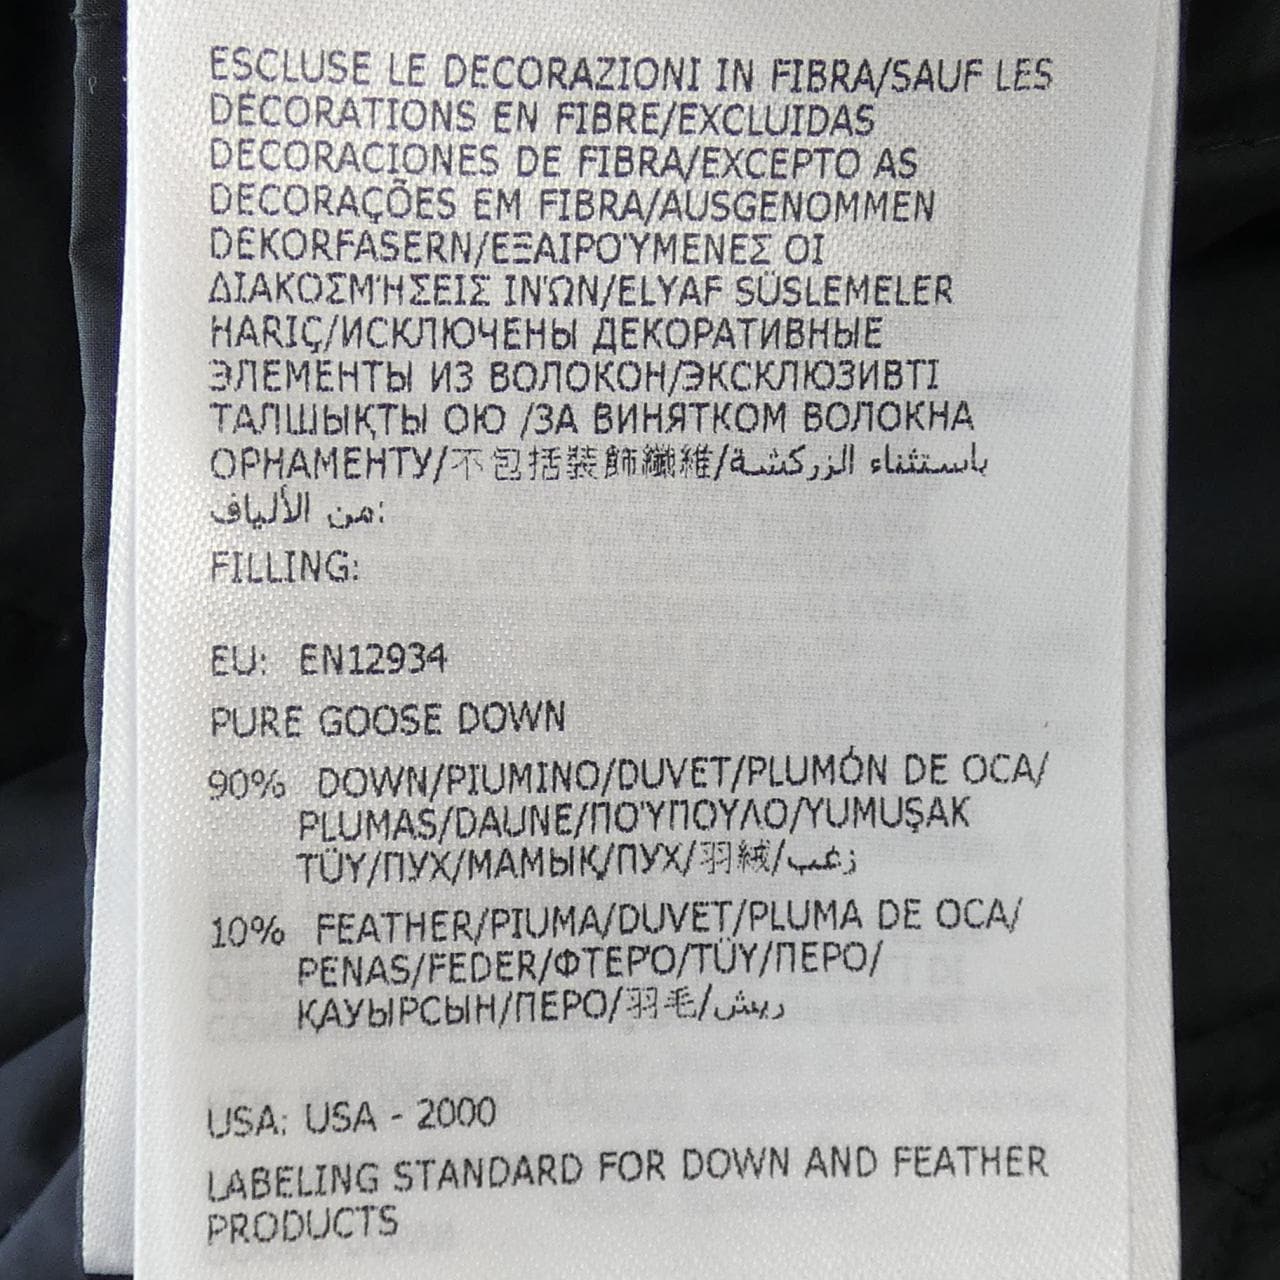 ESCLUSE LE DECORAZIONI IN FIBRA/SAUF LES
DÉCORATIONS EN FIBRE/EXCLUIDAS
DECORACIONES DE FIBRA/EXCEPTO AS
DECORAÇÕES EM FIBRA/AUSGENOMMEN
DEKORFASERN/ΕΞΑΙΡΟΎΜΕΝΕΣ ΟΙ
ΔΙΑΚΟΣΜΉΣΕΙΣ ΙΝΏΝ/ELYAF SÜSLEMELER
HARIÇ/ИСКЛЮЧЕНЫ ДЕКОРАТИВНЫЕ
ЭЛЕМЕНТЫ ИЗ ВОЛОКОН/ЭКСКЛЮЗИВТІ
ТАЛШЫҚТЫ ОЮ /ЗА ВИНЯТКОМ ВОЛОКНА
ОРНАМЕНТУ/不包括装飾纖維/باستثناء الزركشة
من الألياف:
FILLING:
EU: EN12934
PURE GOOSE DOWN
90% DOWN/PIUMINO/DUVET/PLUMÓN DE OCA/
PLUMAS/DAUNE/ΠΟΎΠΟΥΛΟ/YUMUŞAK
TÜY/ПУХ/МАМЫҚ/ПУХ/羽絨/زغب
10% FEATHER/PIUMA/DUVET/PLUMA DE OCA/
PENAS/FEDER/ΦΤΕΡΌ/TÜY/ПЕРО/
ҚАУЫРСЫН/ПЕРО/羽毛/ريش
USA: USA - 2000
LABELING STANDARD FOR DOWN AND FEATHER
PRODUCTS